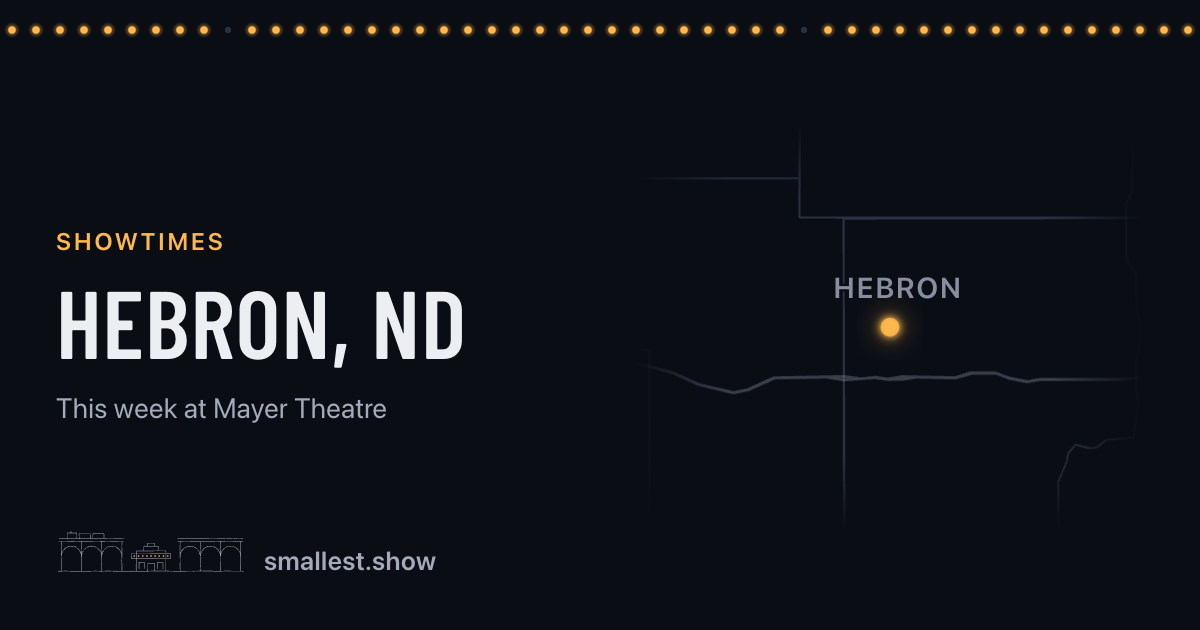 SHOWTIMES
HEBRON, ND
This week at Mayer Theatre
HEBRON
smallest.show